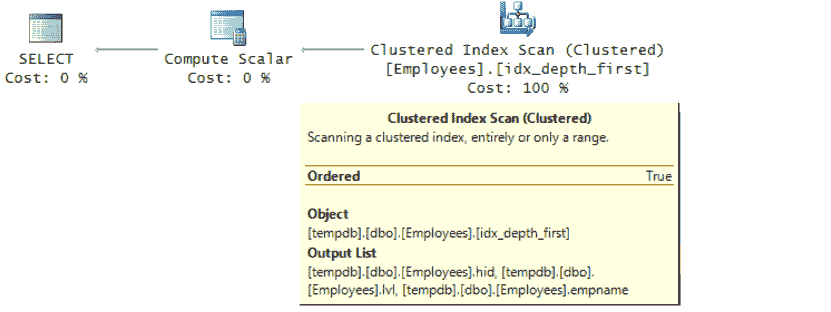 SELECT
Cost: 0 %
Compute Scalar
Cost: 0 %
Clustered Index Scan (Clustered)
[Employees].[idx_depth_first]
Cost: 100 %
Clustered Index Scan (Clustered)
Scanning a clustered index, entirely or only a range.
Ordered True
Object
[tempdb].[dbo].[Employees].[idx_depth_first]
Output List
[tempdb].[dbo].[Employees].hid, [tempdb].[dbo].
[Employees].lvl, [tempdb].[dbo].[Employees].empname